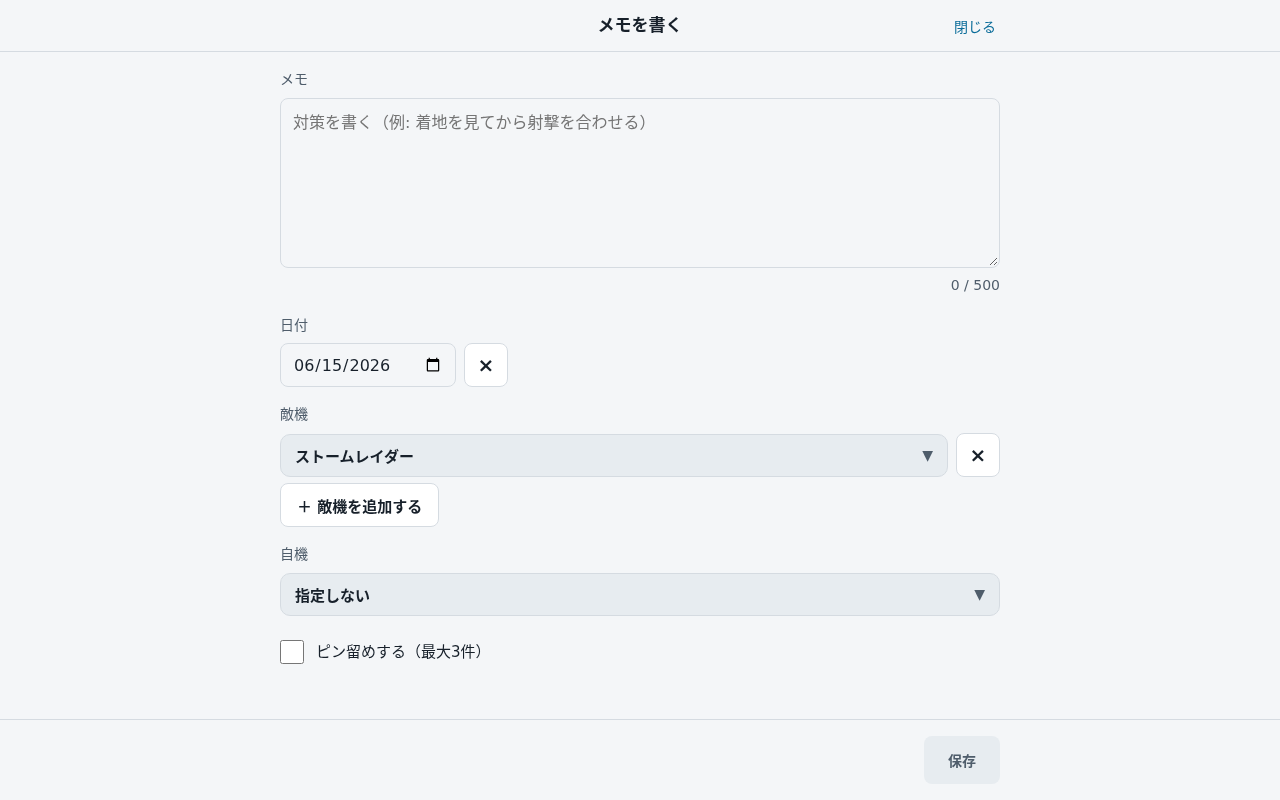 メモを書く
閉じる
メモ
対策を書く（例: 着地を見てから射撃を合わせる）
0 / 500
日付
06/15/2026
×
敵機
ストームレイダー ▼
×
＋ 敵機を追加する
自機
指定しない ▼
ピン留めする（最大3件）
保存